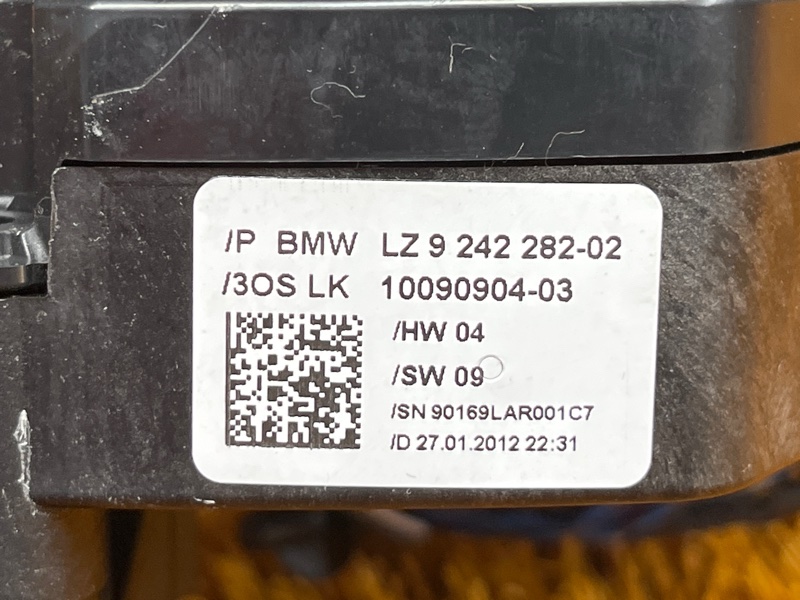 /P BMW LZ 9 242 282-02
/3OS LK 10090904-03
/HW 04
/SW 09
/SN 90169LAR001C7
/D 27.01.2012 22:31